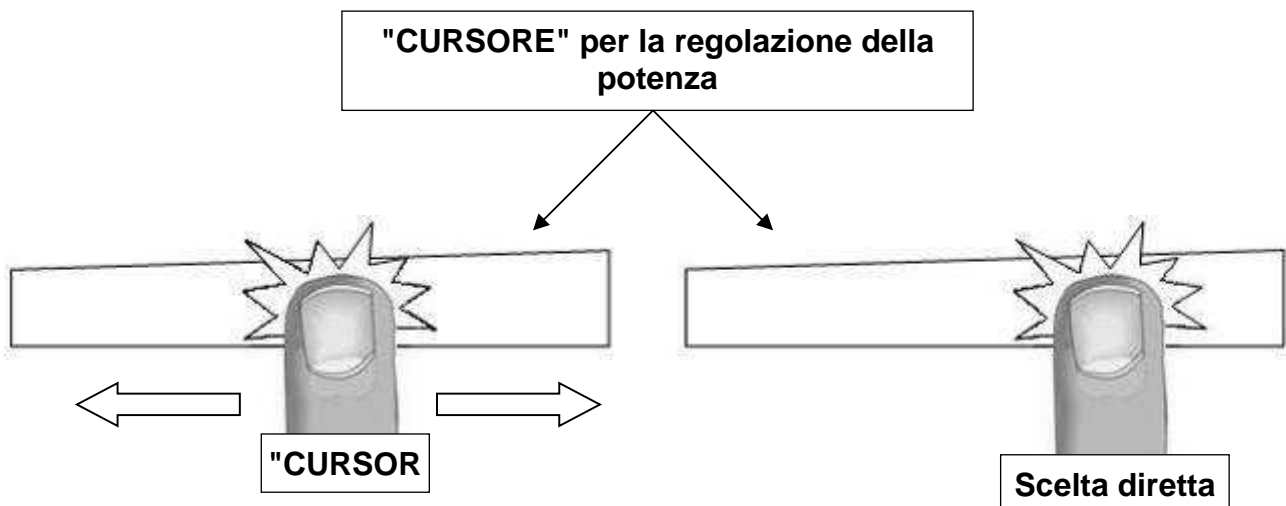 "CURSORE" per la regolazione della
potenza
"CURSOR
Scelta diretta